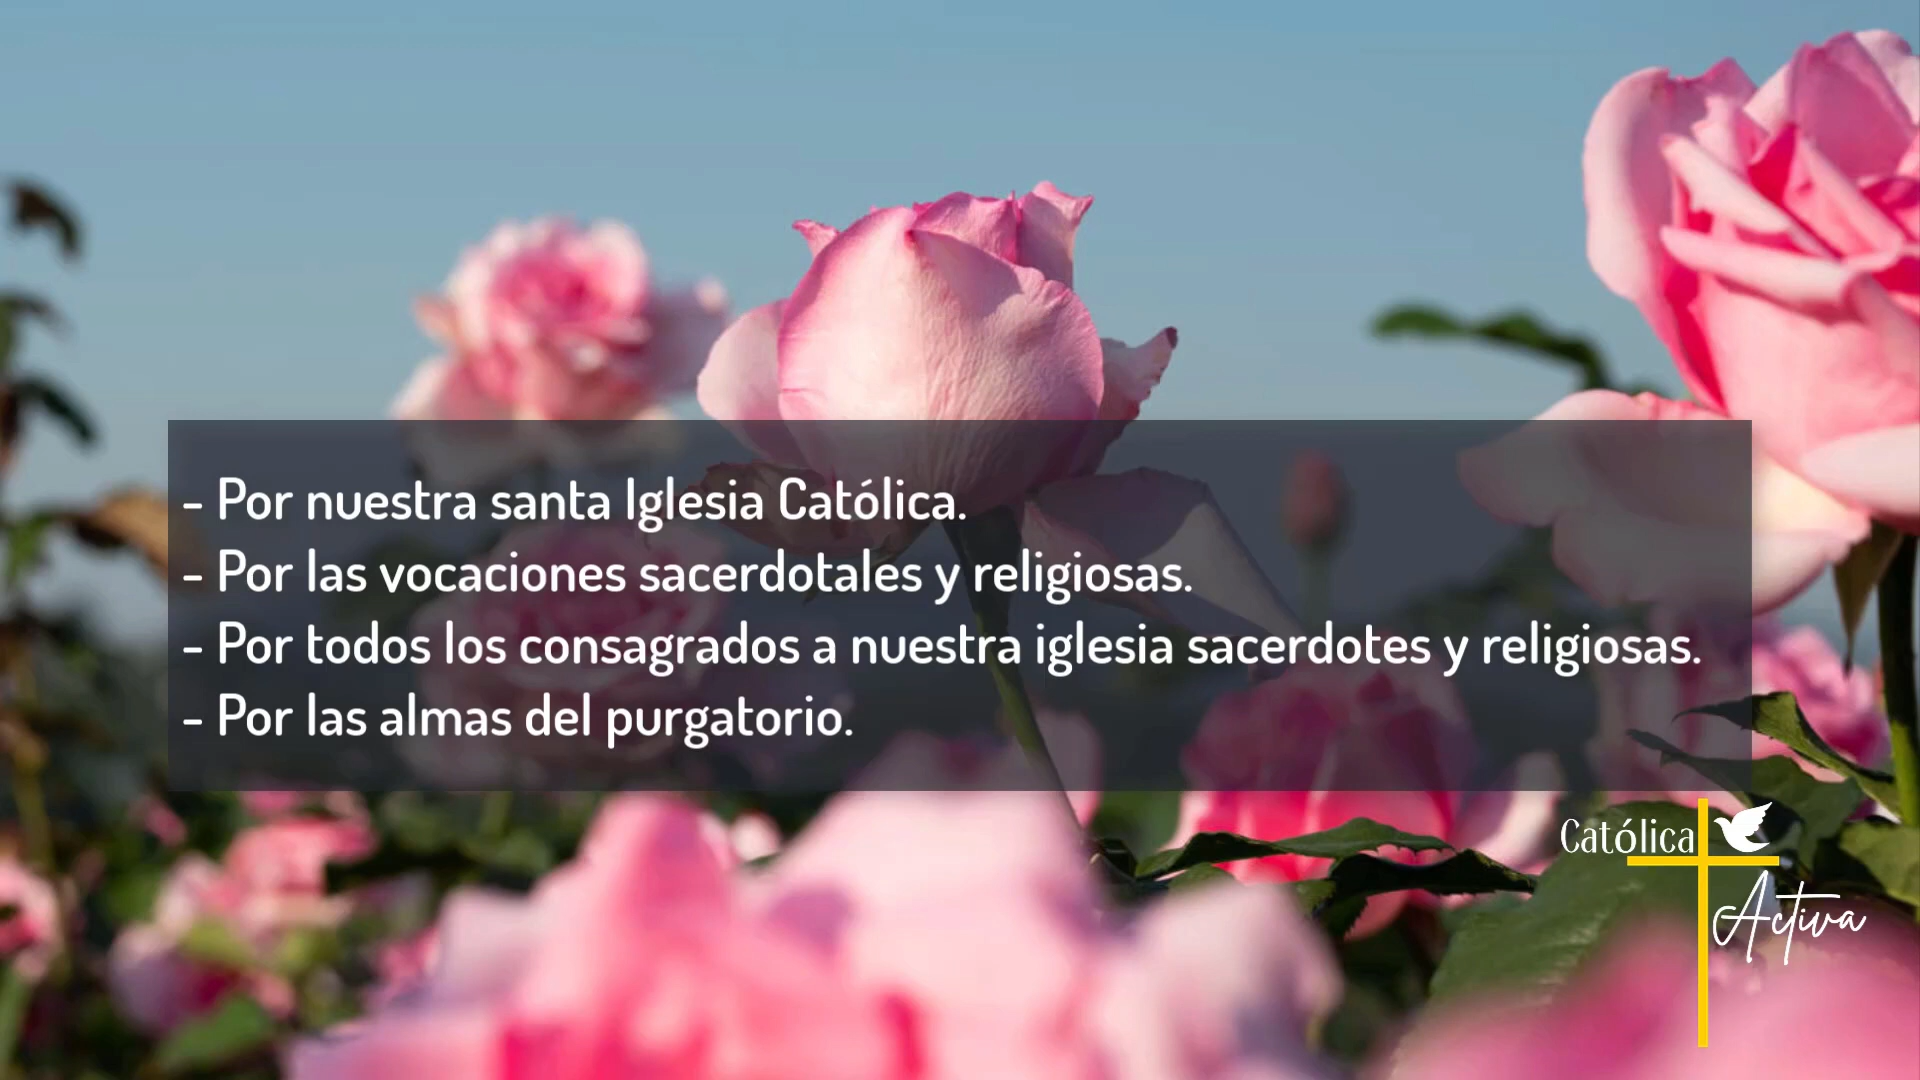 - Por nuestra santa Iglesia Católica.
- Por las vocaciones sacerdotales y religiosas.
- Por todos los consagrados a nuestra iglesia sacerdotes y religiosas.
- Por las almas del purgatorio.
Católica
Activa